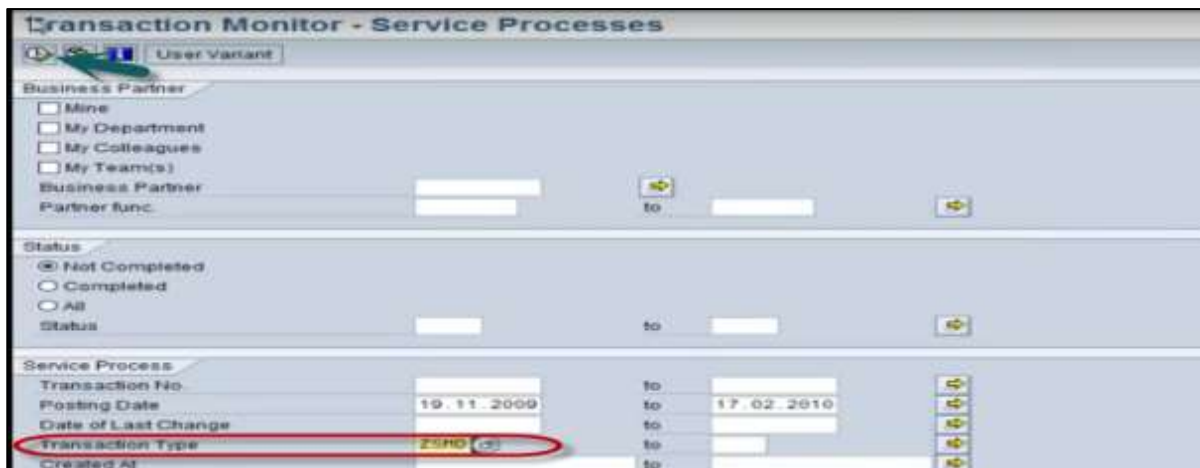 Transaction Monitor - Service Processes
User Variant
Business Partner
Mine
My Department
My Colleagues
My Team(s)
Business Partner
Partner func. to
Status
Not Completed
Completed
All
Status to
Service Process
Transaction No. to
Posting Date 19.11.2009 to 17.02.2010
Date of Last Change to
Transaction Type to
Created At to